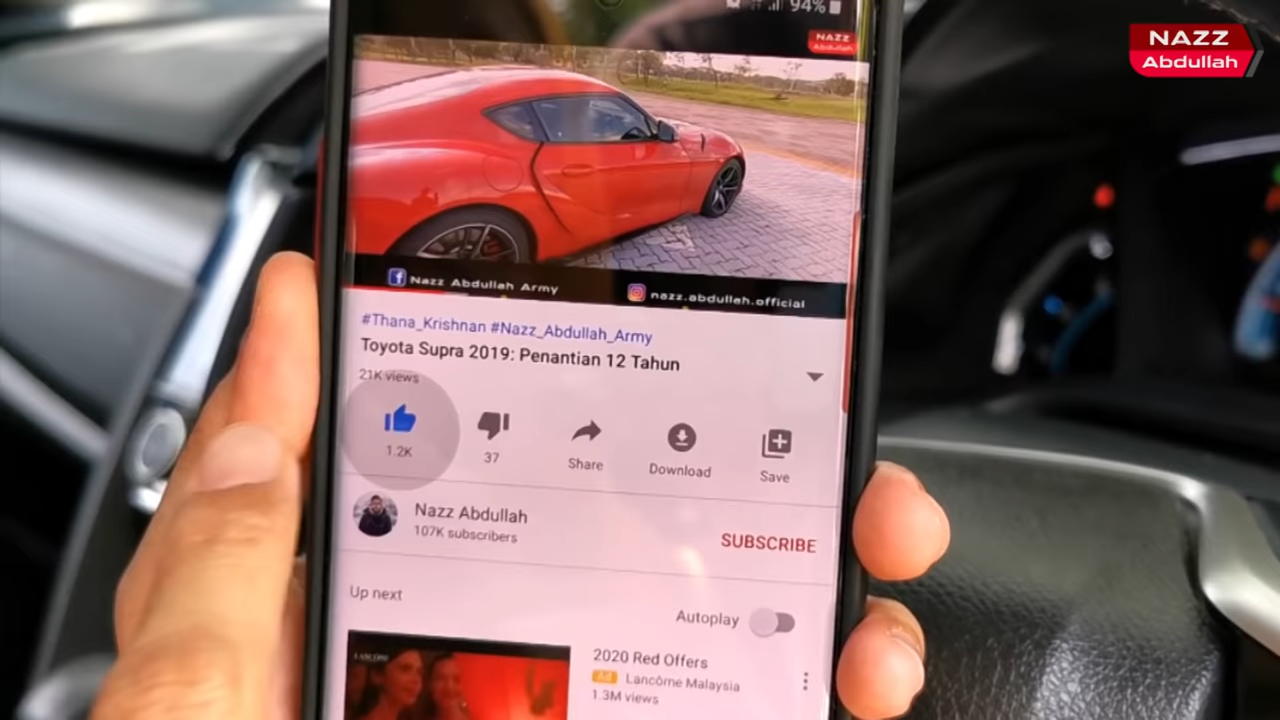 94%
NAZZ
Abdullah
NAZZ
Abdullah
Nazz Abdullah Army
nazz.abdullah.official
#Thana_Krishnan #Nazz_Abdullah_Army
Toyota Supra 2019: Penantian 12 Tahun
21K views
1.2K
37
Share
Download
Save
Nazz Abdullah
107K subscribers
SUBSCRIBE
Up next
Autoplay
LANCÔME
2020 Red Offers
Ad Lancôme Malaysia
1.3M views